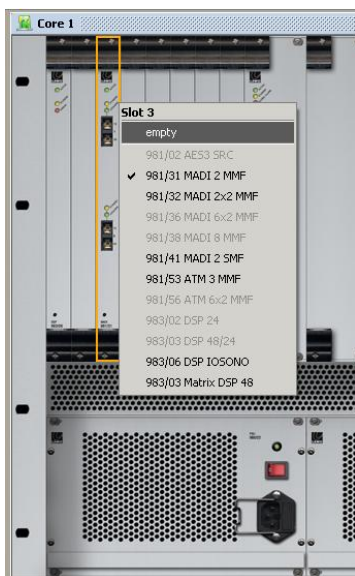 Core 1
Slot 3
empty
981/02 AES3 SRC
981/31 MADI 2 MMF
981/32 MADI 2x2 MMF
981/36 MADI 6x2 MMF
981/38 MADI 8 MMF
981/41 MADI 2 SMF
981/53 ATM 3 MMF
981/56 ATM 6x2 MMF
983/02 DSP 24
983/03 DSP 48/24
983/06 DSP IOSONO
983/03 Matrix DSP 48